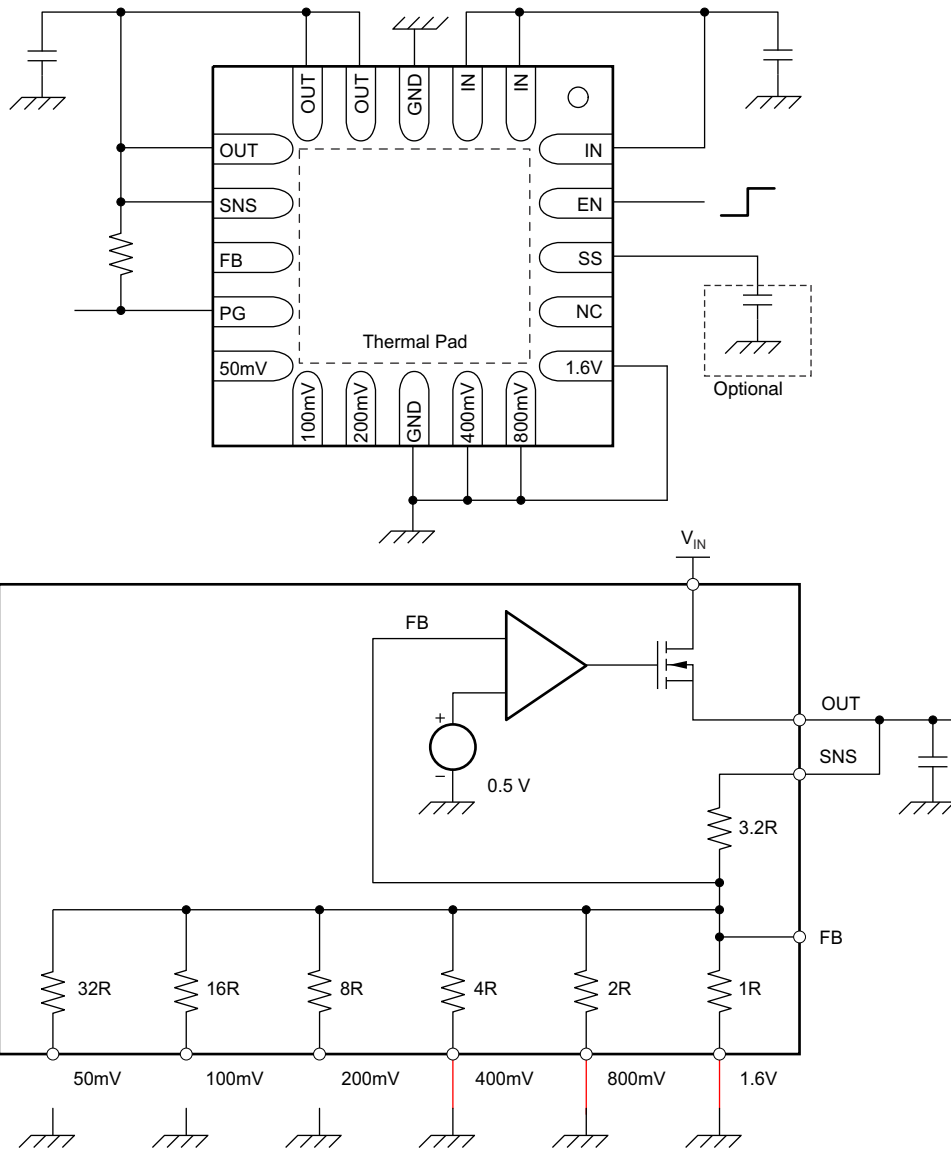 OUT
OUT
GND
IN
IN
OUT
IN
SNS
EN
FB
SS
PG
NC
Thermal Pad
50mV
1.6V
100mV
200mV
GND
400mV
800mV
Optional
VIN
FB
OUT
+
SNS
−
0.5 V
3.2R
FB
32R
16R
8R
4R
2R
1R
50mV
100mV
200mV
400mV
800mV
1.6V